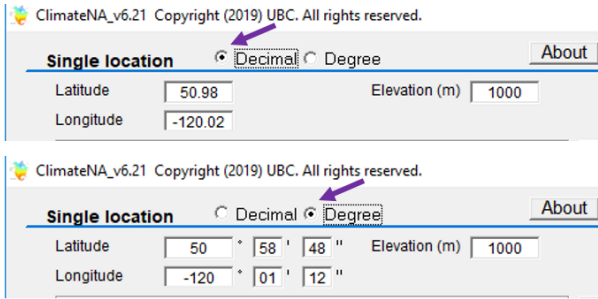 ClimateNA_v6.21 Copyright (2019) UBC. All rights reserved.
Single location Decimal Degree About
Latitude 50.98 Elevation (m) 1000
Longitude -120.02
ClimateNA_v6.21 Copyright (2019) UBC. All rights reserved.
Single location Decimal Degree About
Latitude 50 ° 58 ' 48 " Elevation (m) 1000
Longitude -120 ° 01 ' 12 "